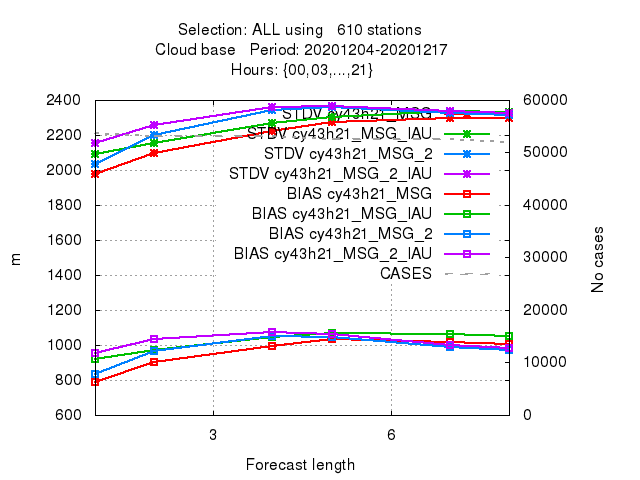 Selection: ALL using   610 stations
Cloud base   Period: 20201204-20201217
Hours: {00,03,...,21}
2400
2200
2000
1800
1600
1400
1200
1000
800
600
m
STDV cy43h21_MSG
STDV cy43h21_MSG_IAU
STDV cy43h21_MSG_2
STDV cy43h21_MSG_2_IAU
BIAS cy43h21_MSG
BIAS cy43h21_MSG_IAU
BIAS cy43h21_MSG_2
BIAS cy43h21_MSG_2_IAU
CASES
60000
50000
40000
30000
20000
10000
0
No cases
3 6
Forecast length